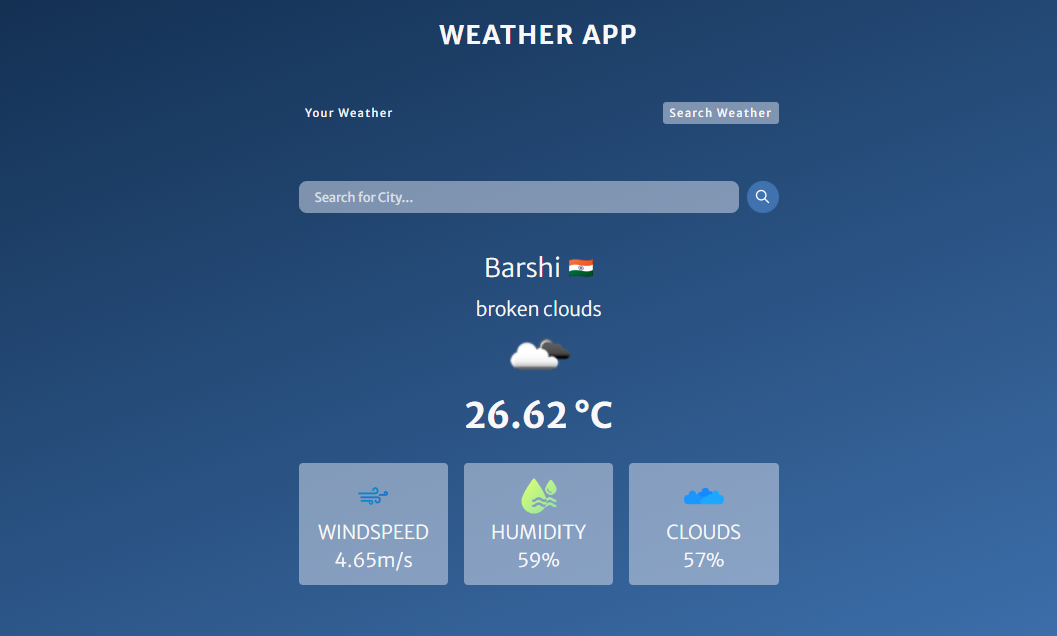 WEATHER APP
Your Weather
Search Weather
Search for City...
Barshi
broken clouds
26.62 °C
WINDSPEED
4.65m/s
HUMIDITY
59%
CLOUDS
57%